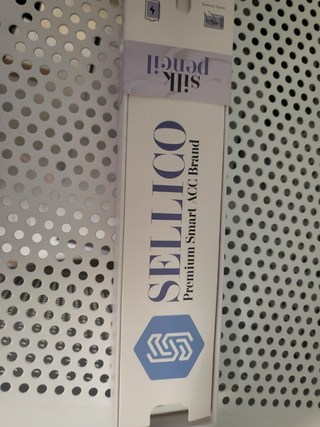 silk
pencil
SELLICO
Premium Smart ACC Brand